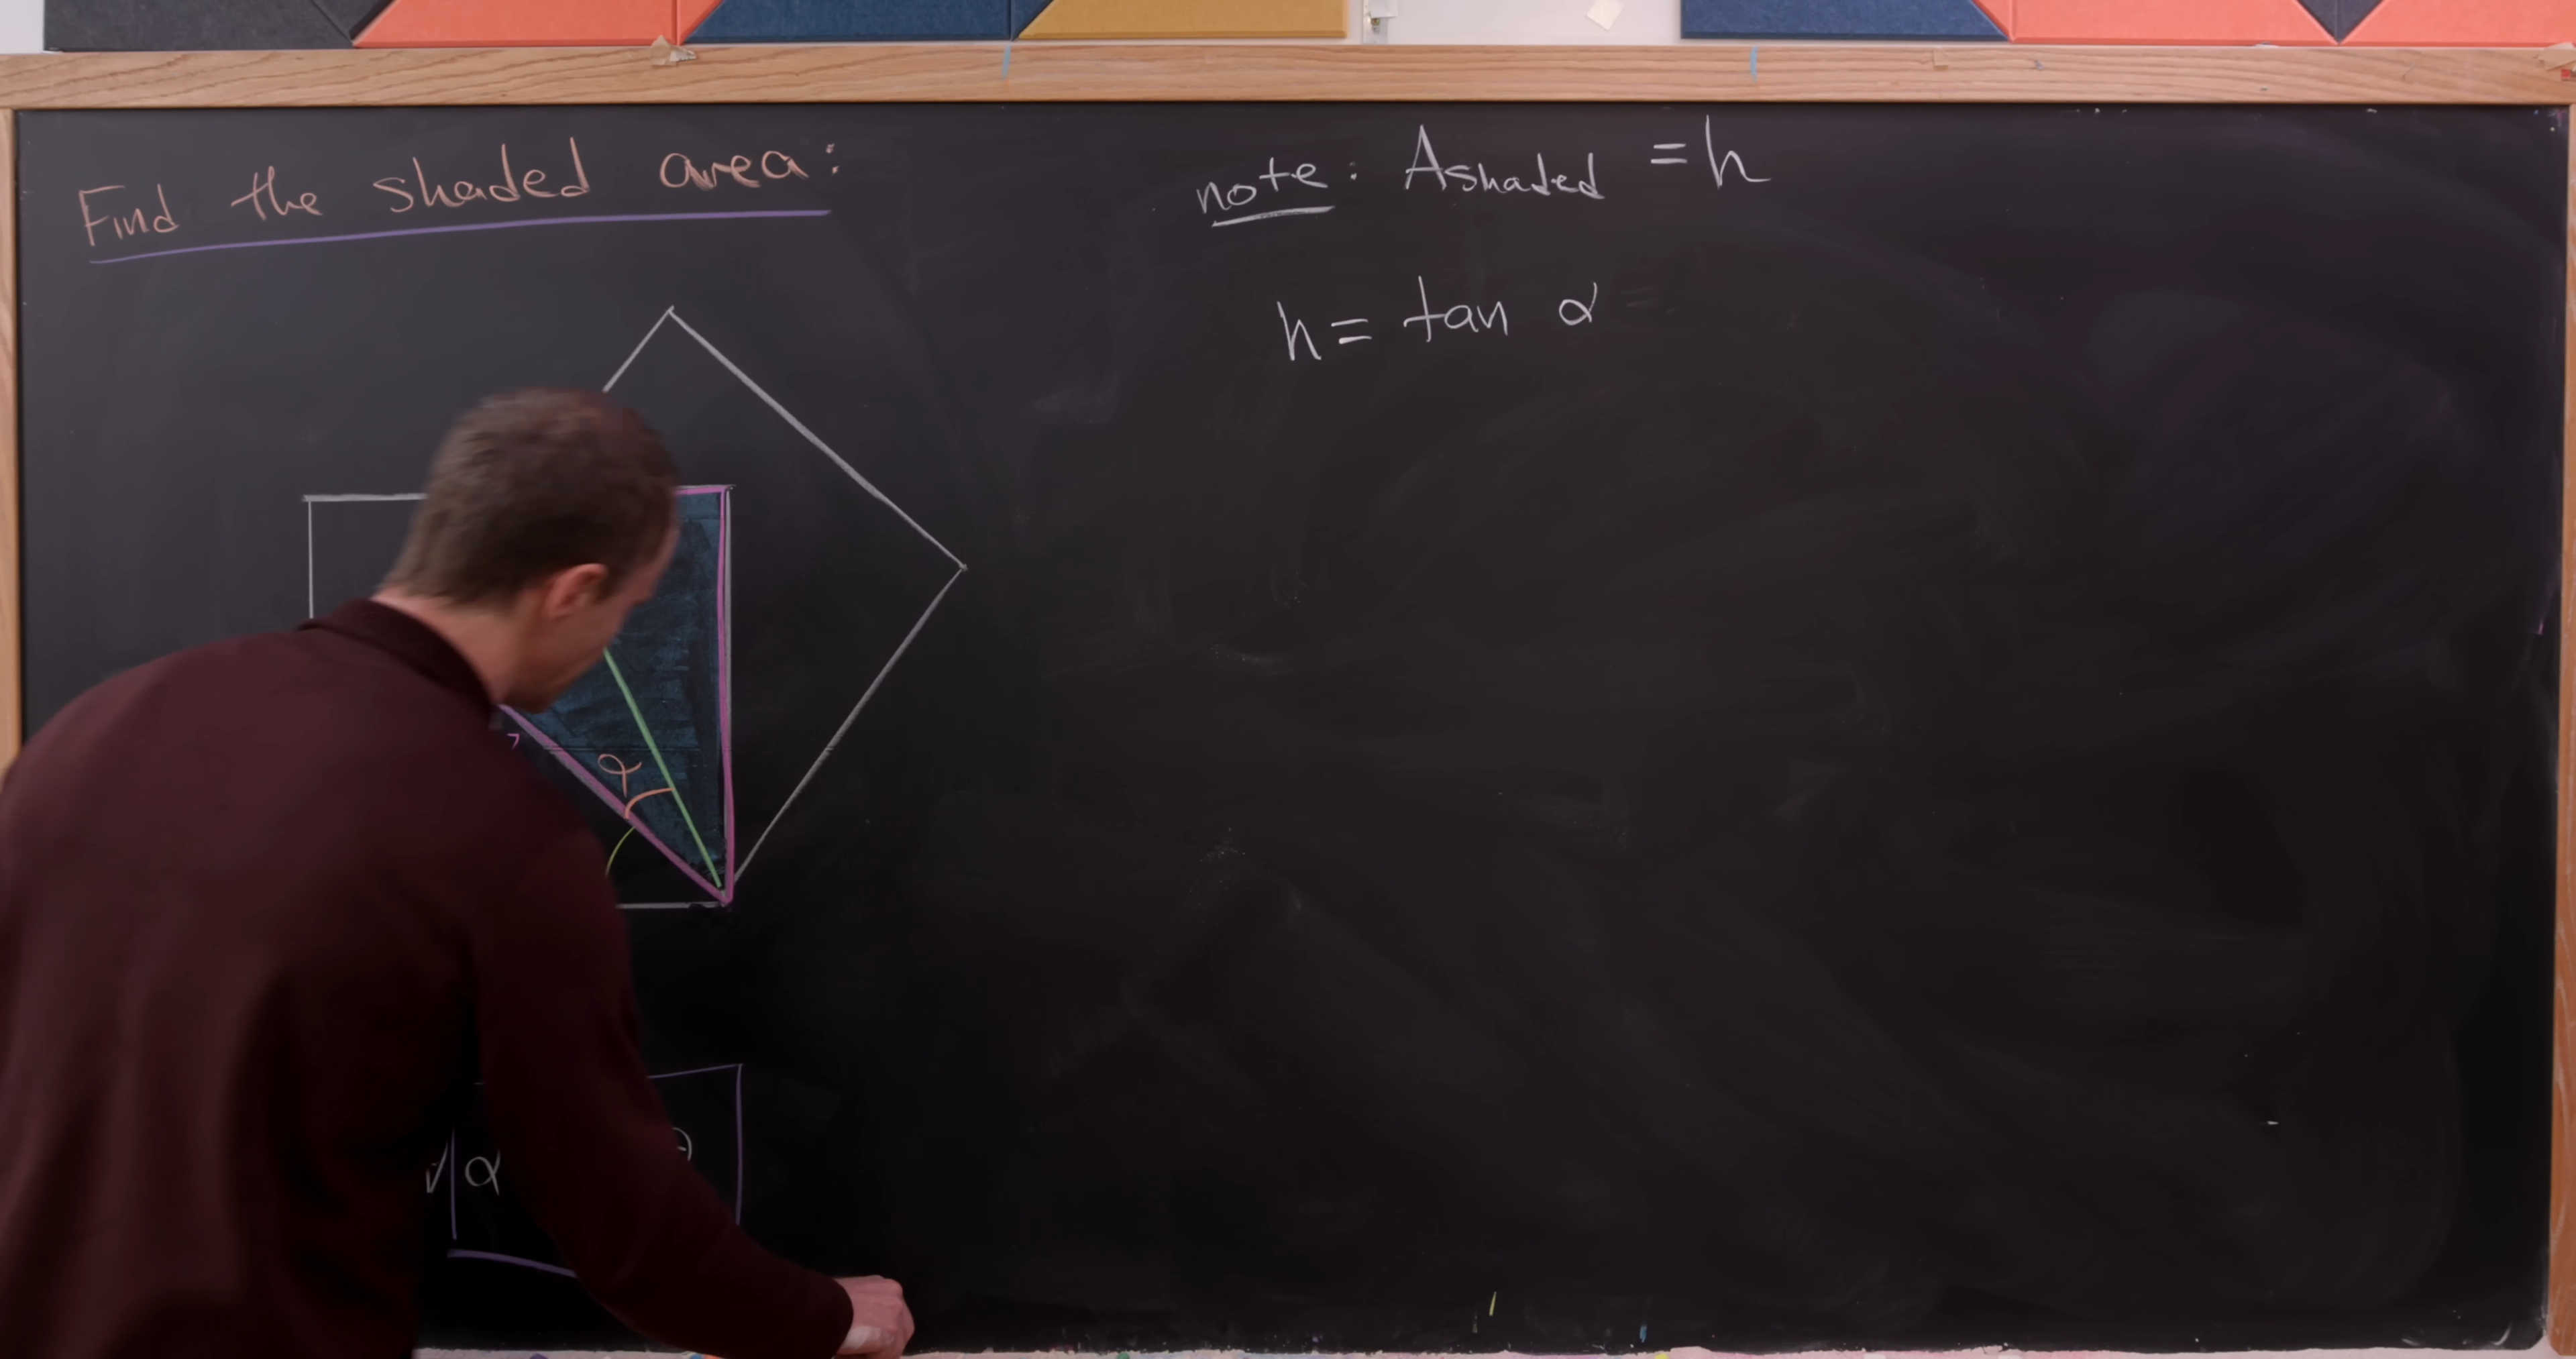 Find the shaded area:
note: Ashaded = h
h = tan α
α
α